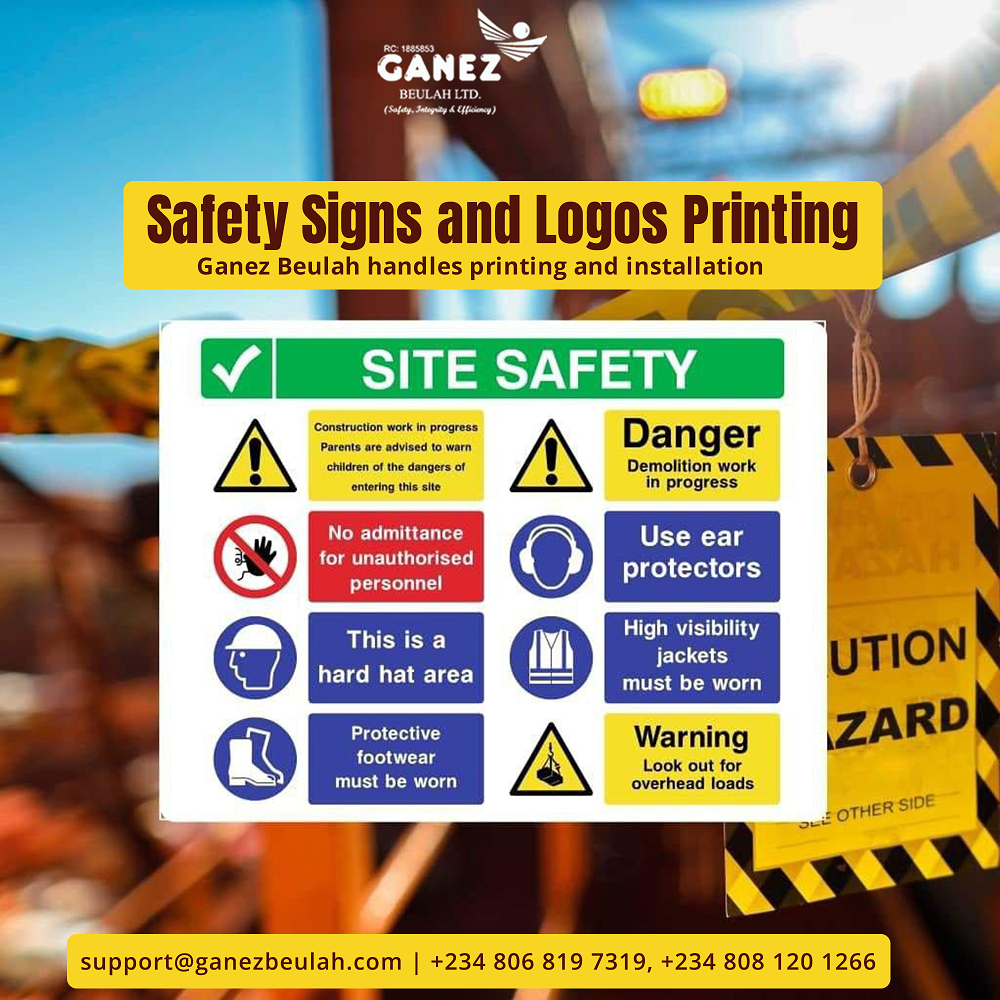 RC: 1885853
GANEZ
BEULAH LTD.
(Safety, Integrity & Efficiency)
Safety Signs and Logos Printing
Ganez Beulah handles printing and installation
SITE SAFETY
Construction work in progress
Parents are advised to warn
children of the dangers of
entering this site
Danger
Demolition work
in progress
No admittance
for unauthorised
personnel
Use ear
protectors
This is a
hard hat area
High visibility
jackets
must be worn
Protective
footwear
must be worn
Warning
Look out for
overhead loads
UTION
ZARD
SEE OTHER SIDE
support@ganezbeulah.com | +234 806 819 7319, +234 808 120 1266